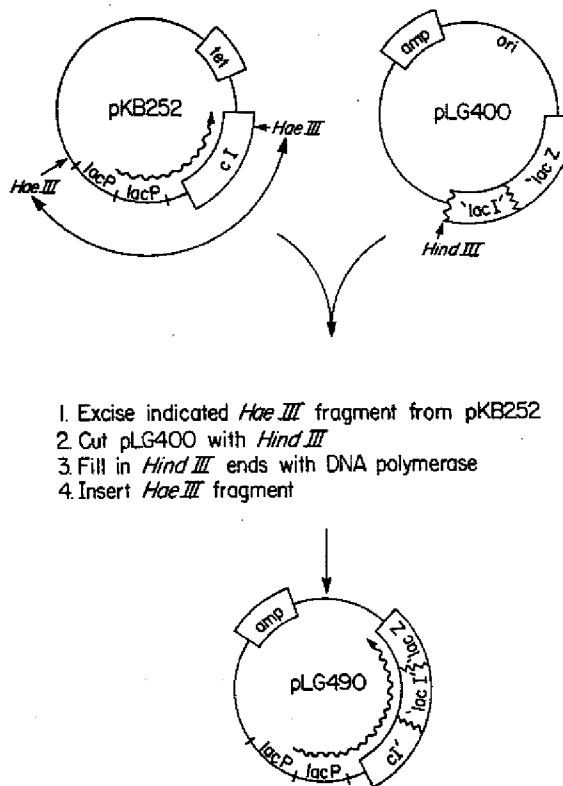 tet
pKB252
Hae III
cI
lacP
lacP
Hae III
amp
ori
pLG400
'lac Z
'lac I'
Hind III
1. Excise indicated Hae III fragment from pKB252
2. Cut pLG400 with Hind III
3. Fill in Hind III ends with DNA polymerase
4. Insert Hae III fragment
amp
pLG490
'lac Z
'lac I'
cI'
lacP
lacP